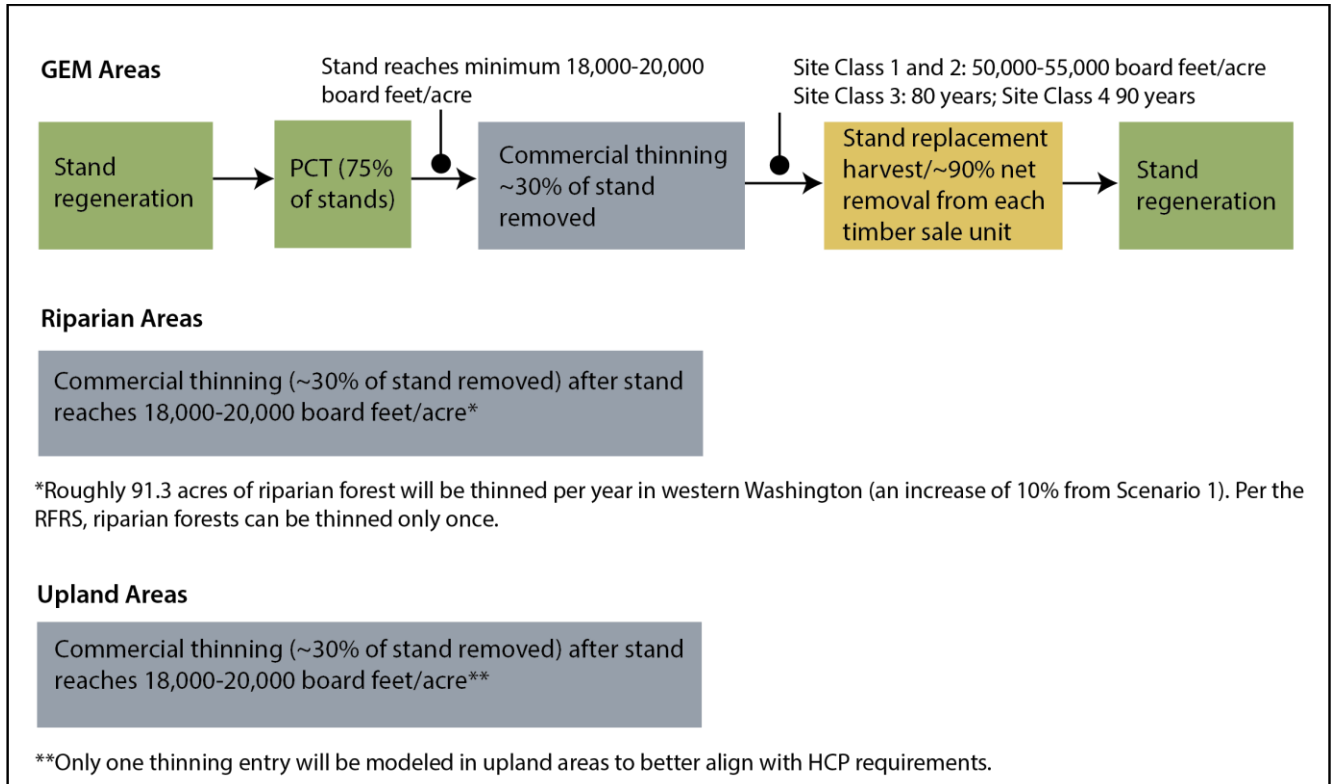 GEM Areas
Stand reaches minimum 18,000-20,000
board feet/acre
Site Class 1 and 2: 50,000-55,000 board feet/acre
Site Class 3: 80 years; Site Class 4 90 years
Stand
regeneration
PCT (75%
of stands)
Commercial thinning
~30% of stand
removed
Stand replacement
harvest/~90% net
removal from each
timber sale unit
Stand
regeneration
Riparian Areas
Commercial thinning (~30% of stand removed) after stand
reaches 18,000-20,000 board feet/acre*
*Roughly 91.3 acres of riparian forest will be thinned per year in western Washington (an increase of 10% from Scenario 1). Per the
RFRS, riparian forests can be thinned only once.
Upland Areas
Commercial thinning (~30% of stand removed) after stand
reaches 18,000-20,000 board feet/acre**
**Only one thinning entry will be modeled in upland areas to better align with HCP requirements.